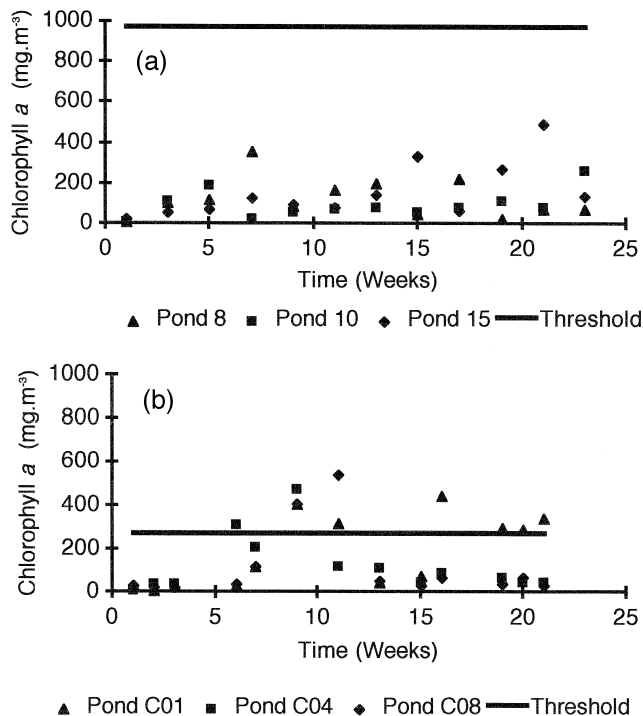 1000
800
600
400
200
0
Chlorophyll a (mg.m-³)
(a)
0 5 10 15 20 25
Time (Weeks)
Pond 8 Pond 10 Pond 15 Threshold
1000
800
600
400
200
0
Chlorophyll a (mg.m-³)
(b)
0 5 10 15 20 25
Time (Weeks)
Pond C01 Pond C04 Pond C08 Threshold